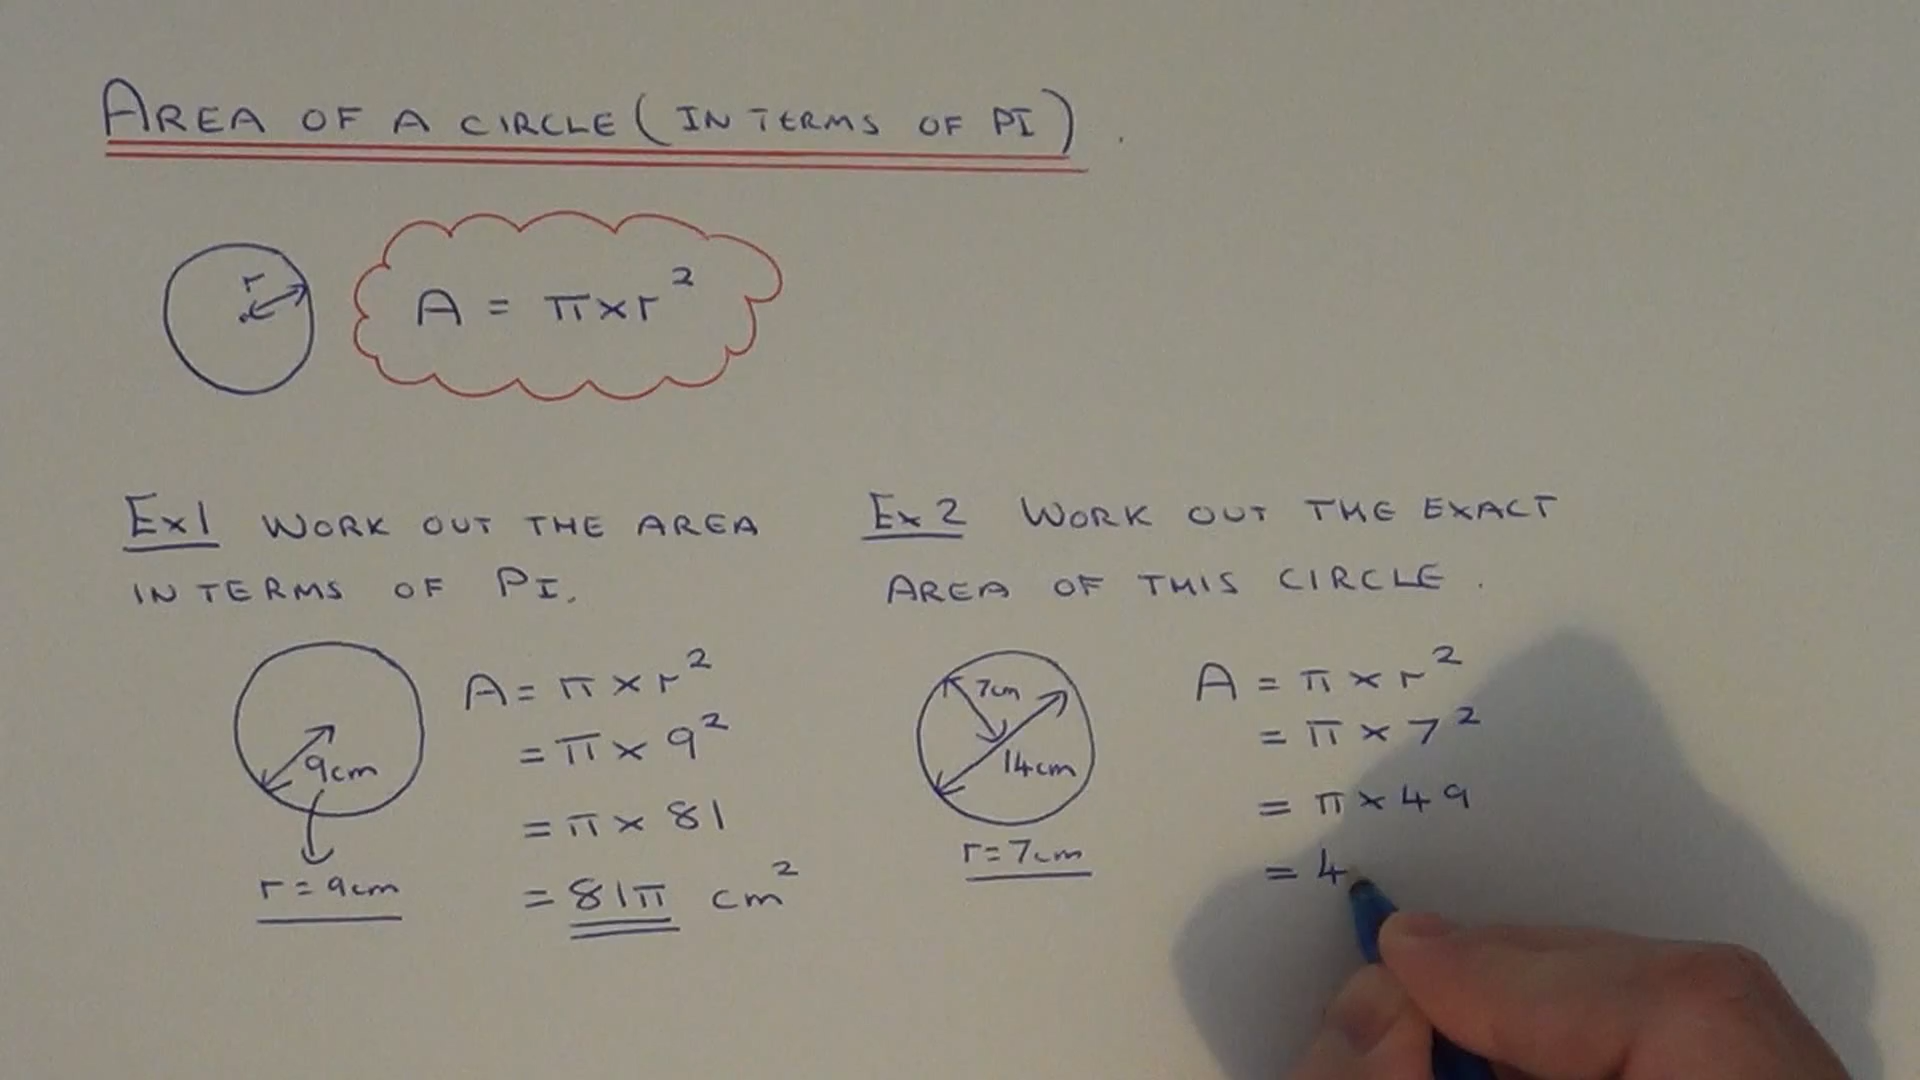 AREA OF A CIRCLE (IN TERMS OF PI)
r
A = π × r²
Ex1 WORK OUT THE AREA
IN TERMS OF PI.
9cm
r = 9cm
A = π × r²
= π × 9²
= π × 81
= 81π cm²
Ex 2 WORK OUT THE EXACT
AREA OF THIS CIRCLE.
7cm
14cm
r = 7cm
A = π × r²
= π × 7²
= π × 49
= 4